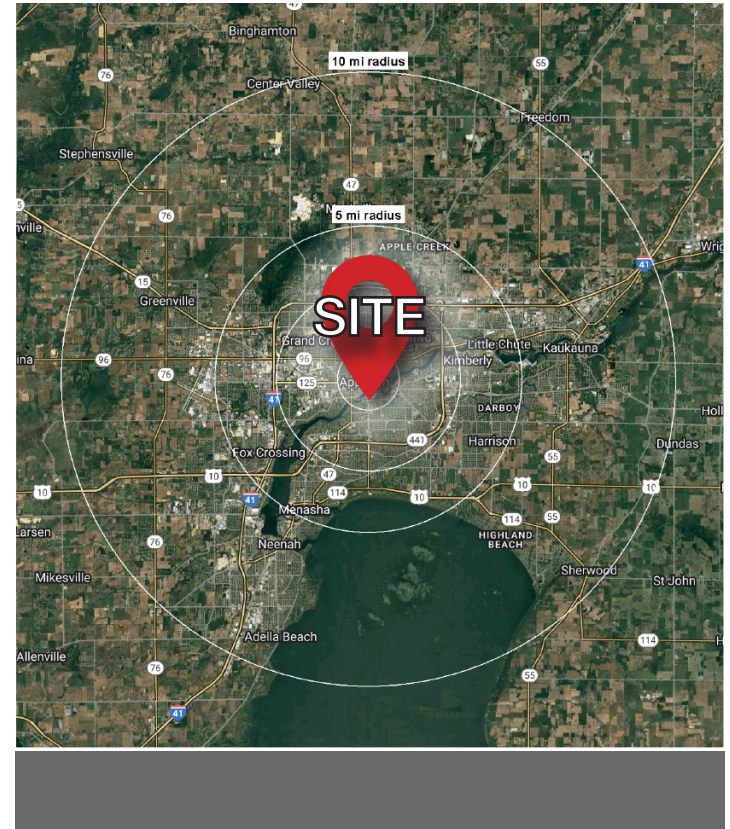 47
Binghamton
10 mi radius
55
76
Center Valley
Freedom
Stephensville
47
76
5 mi radius
APPLE CREEK
41
15
Greenville
SITE
Little Chute
Kaukauna
Kimberly
96
96
76
125
41
DARBOY
441
Harrison
Dundas
Fox Crossing
55
47
10
10
10
10
114
10
41
Menasha
114
55
HIGHLAND
BEACH
76
Neenah
Sherwood
St John
Mikesville
Adella Beach
114
Allenville
76
55
41